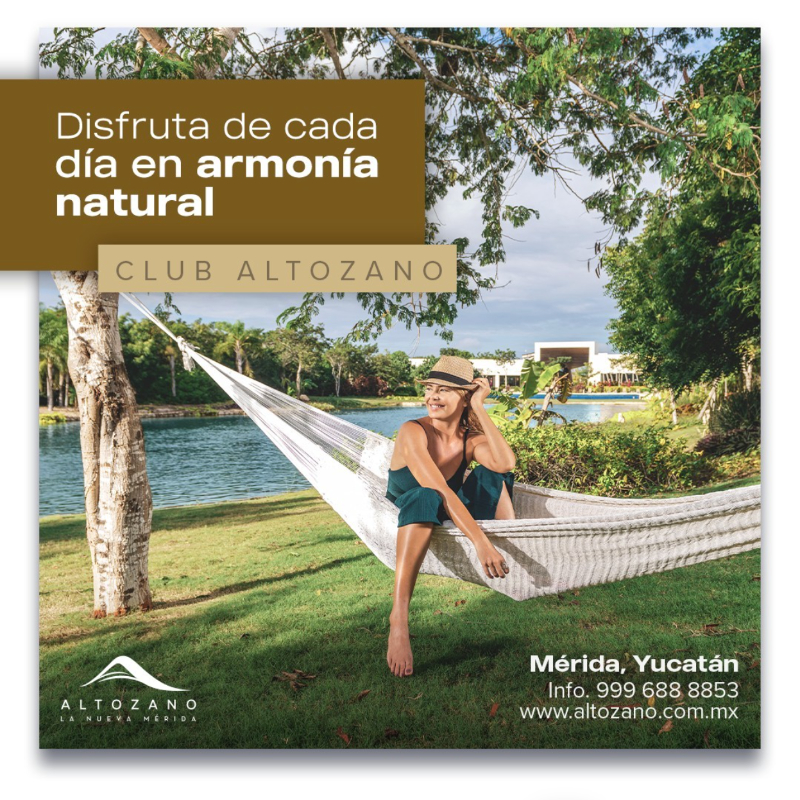 Disfruta de cada
día en armonía
natural
CLUB ALTOZANO
Mérida, Yucatán
Info. 999 688 8853
www.altozano.com.mx
ALTOZANO
LA NUEVA MÉRIDA